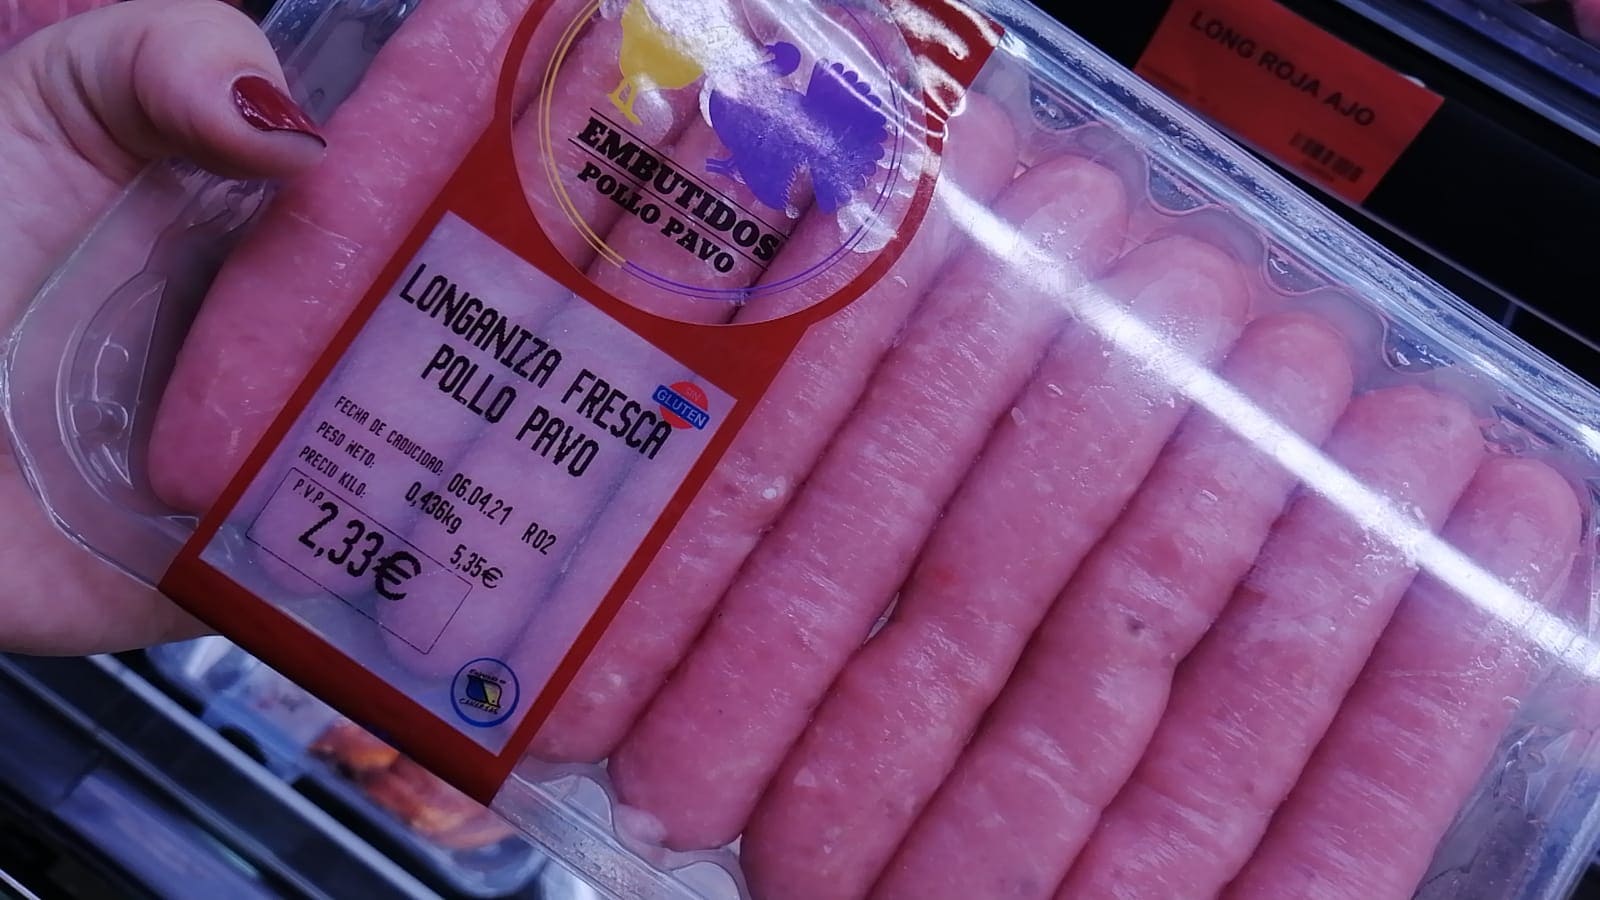 LONG ROJA AJO
EMBUTIDOS
POLLO PAVO
LONGANIZA FRESCA
POLLO PAVO
SIN
GLUTEN
FECHA DE CADUCIDAD: 06.04.21 R02
PESO NETO: 0,436kg
PRECIO KILO: 5,35€
P.V.P.
2,33€